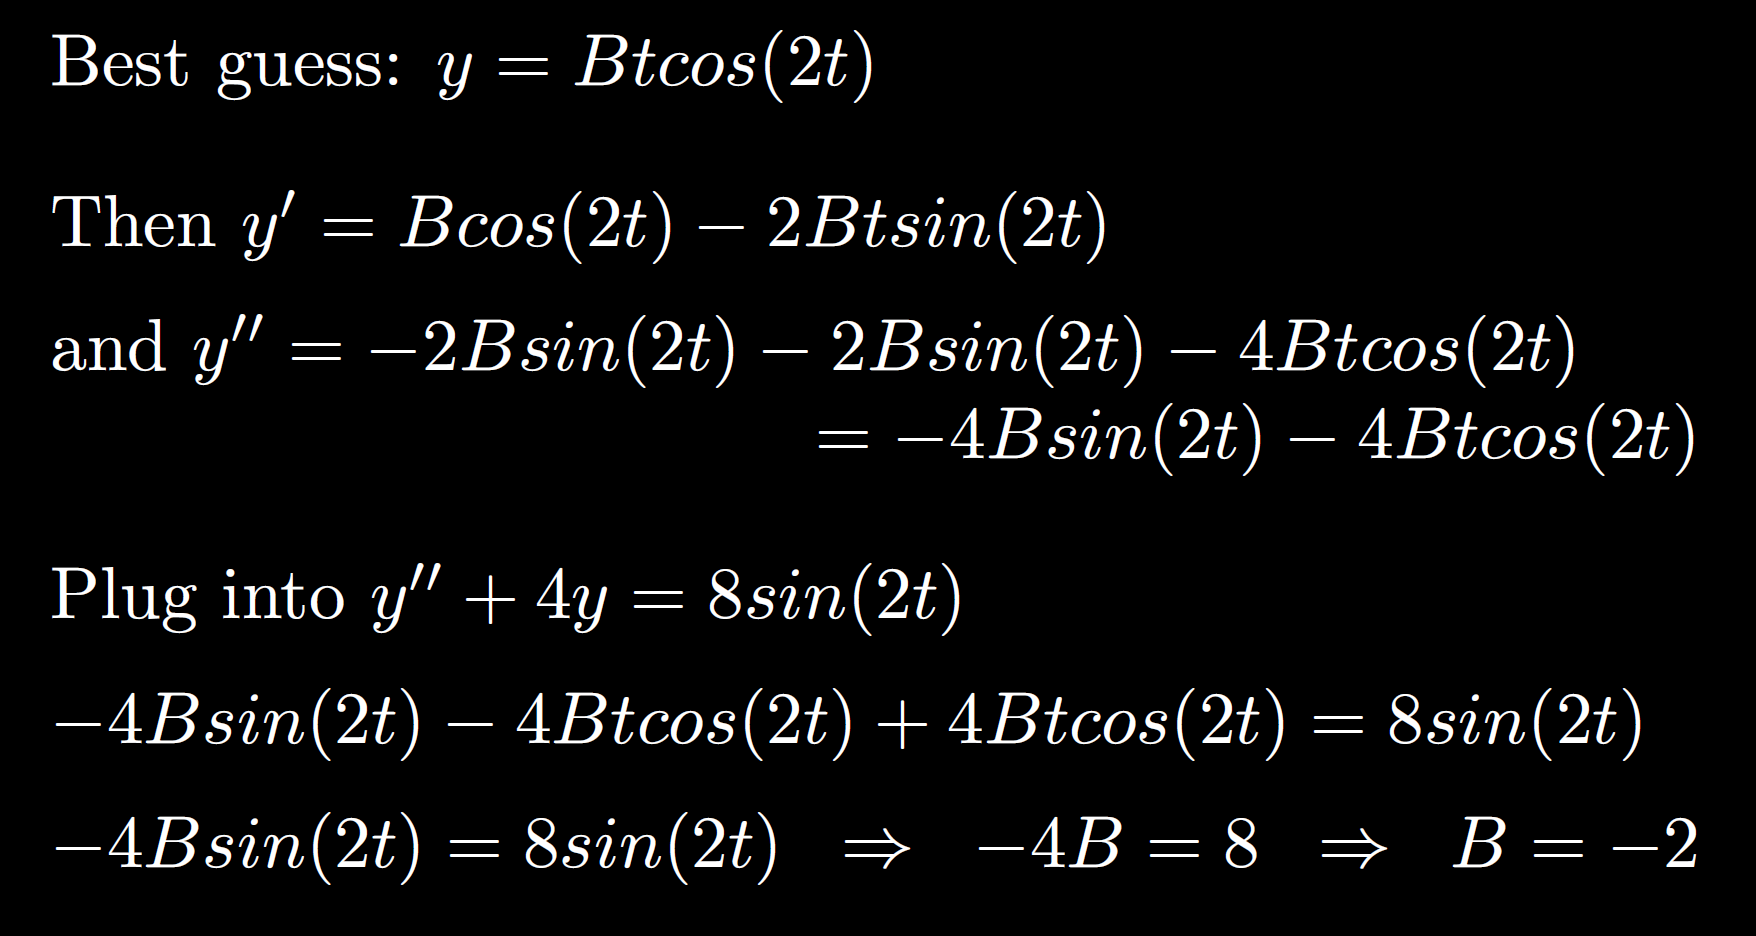 Best guess: y = Btcos(2t)
Then y′ = Bcos(2t) − 2Btsin(2t)
and y′′ = −2Bsin(2t) − 2Bsin(2t) − 4Btcos(2t)
= −4Bsin(2t) − 4Btcos(2t)
Plug into y′′ + 4y = 8sin(2t)
−4Bsin(2t) − 4Btcos(2t) + 4Btcos(2t) = 8sin(2t)
−4Bsin(2t) = 8sin(2t) ⇒ −4B = 8 ⇒ B = −2